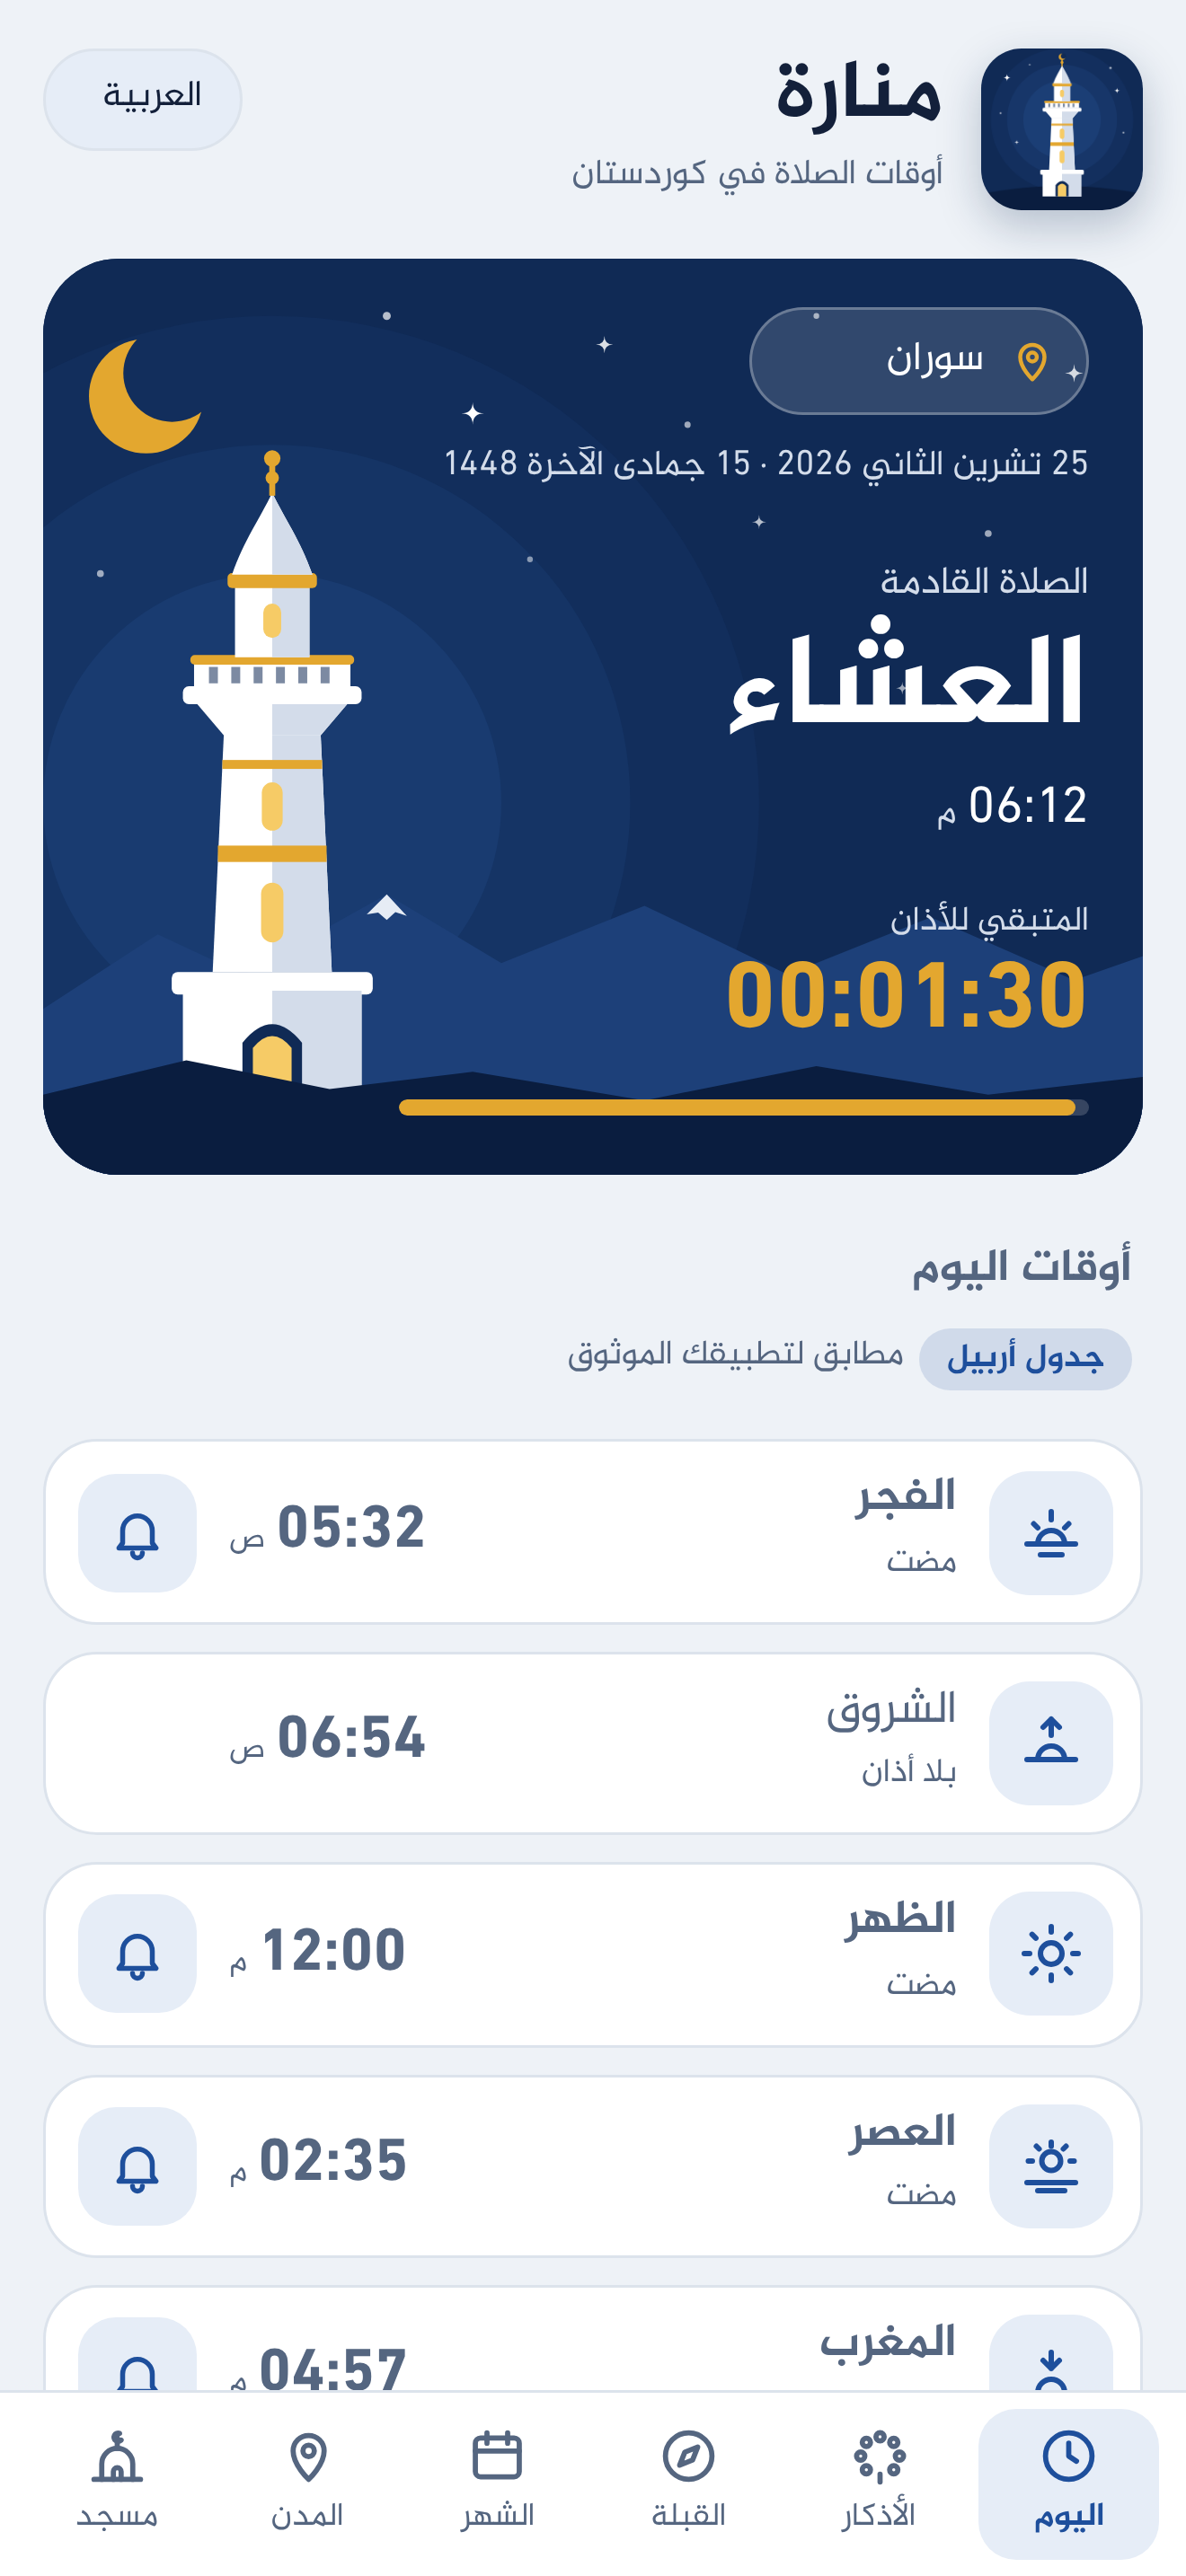 منارة
أوقات الصلاة في كوردستان
العربية
سوران
25 تشرين الثاني 2026 · 15 جمادى الآخرة 1448
الصلاة القادمة
العشاء
06:12 م
المتبقي للأذان
00:01:30
أوقات اليوم
جدول أربيل مطابق لتطبيقك الموثوق
الفجر
مضت
05:32 ص
الشروق
بلا أذان
06:54 ص
الظهر
مضت
12:00 م
العصر
مضت
02:35 م
المغرب
04:57 م
اليوم
الأذكار
القبلة
الشهر
المدن
مسجد